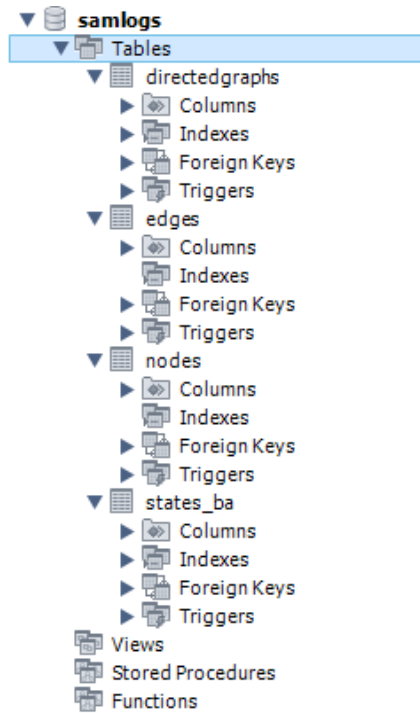 samlogs
Tables
directedgraphs
Columns
Indexes
Foreign Keys
Triggers
edges
Columns
Indexes
Foreign Keys
Triggers
nodes
Columns
Indexes
Foreign Keys
Triggers
states_ba
Columns
Indexes
Foreign Keys
Triggers
Views
Stored Procedures
Functions